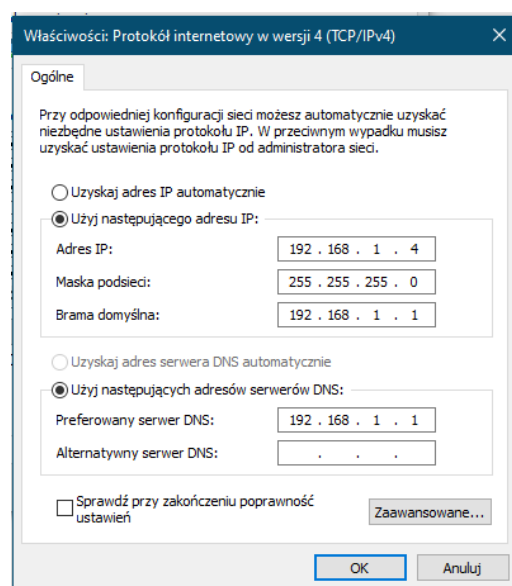 Właściwości: Protokół internetowy w wersji 4 (TCP/IPv4)
Ogólne
Przy odpowiedniej konfiguracji sieci możesz automatycznie uzyskać
niezbędne ustawienia protokołu IP. W przeciwnym wypadku musisz
uzyskać ustawienia protokołu IP od administratora sieci.
Uzyskaj adres IP automatycznie
Użyj następującego adresu IP:
Adres IP: 192 . 168 . 1 . 4
Maska podsieci: 255 . 255 . 255 . 0
Brama domyślna: 192 . 168 . 1 . 1
Uzyskaj adres serwera DNS automatycznie
Użyj następujących adresów serwerów DNS:
Preferowany serwer DNS: 192 . 168 . 1 . 1
Alternatywny serwer DNS: . . .
Sprawdź przy zakończeniu poprawność
ustawień
Zaawansowane...
OK Anuluj